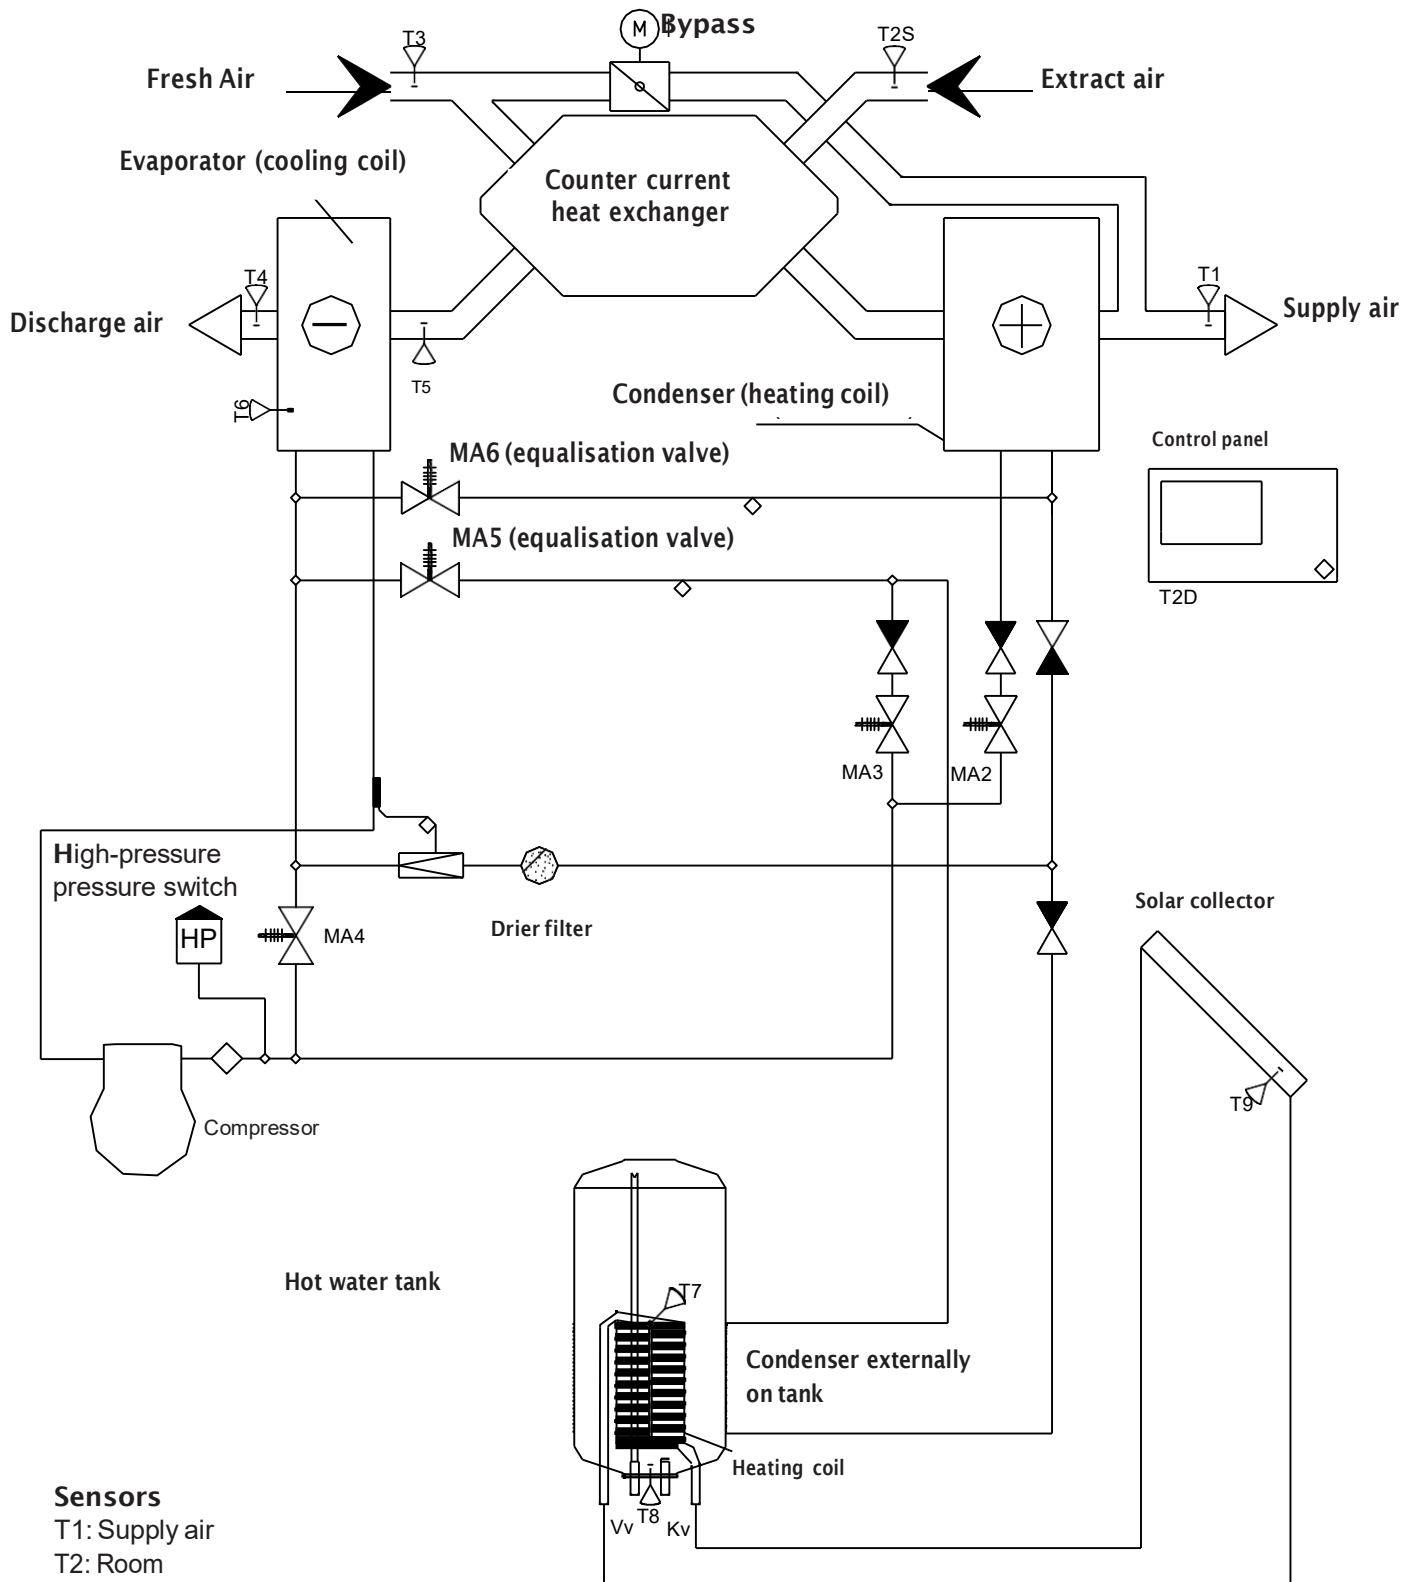 M
Bypass
T3
T2S
Fresh Air
Extract air
Evaporator (cooling coil)
Counter current
heat exchanger
T4
T1
Discharge air
Supply air
T5
T6
Condenser (heating coil)
MA6 (equalisation valve)
Control panel
MA5 (equalisation valve)
T2D
MA3
MA2
High-pressure
pressure switch
HP
MA4
Drier filter
Solar collector
T9
Compressor
Hot water tank
T7
Condenser externally
on tank
Heating coil
Vv
T8
Kv
Sensors
T1: Supply air
T2: Room